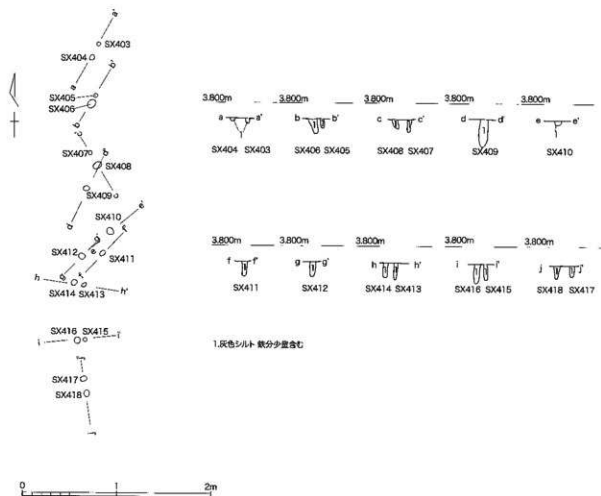 SX403
SX404
SX405
SX406
SX407
SX408
SX409
SX410
SX411
SX412
SX414 SX413
h h'
SX416 SX415
i i'
SX417
SX418
3.800m 3.800m 3.800m 3.800m 3.800m
a a' b b' c c' d d' e e'
1 1 1
SX404 SX403 SX406 SX405 SX408 SX407 SX409 SX410
3.800m 3.800m 3.800m 3.800m 3.800m
f f' g g' h h' i i' j j'
SX411 SX412 SX414 SX413 SX416 SX415 SX418 SX417
1.灰色シルト 鉄分少量含む
0 1 2m